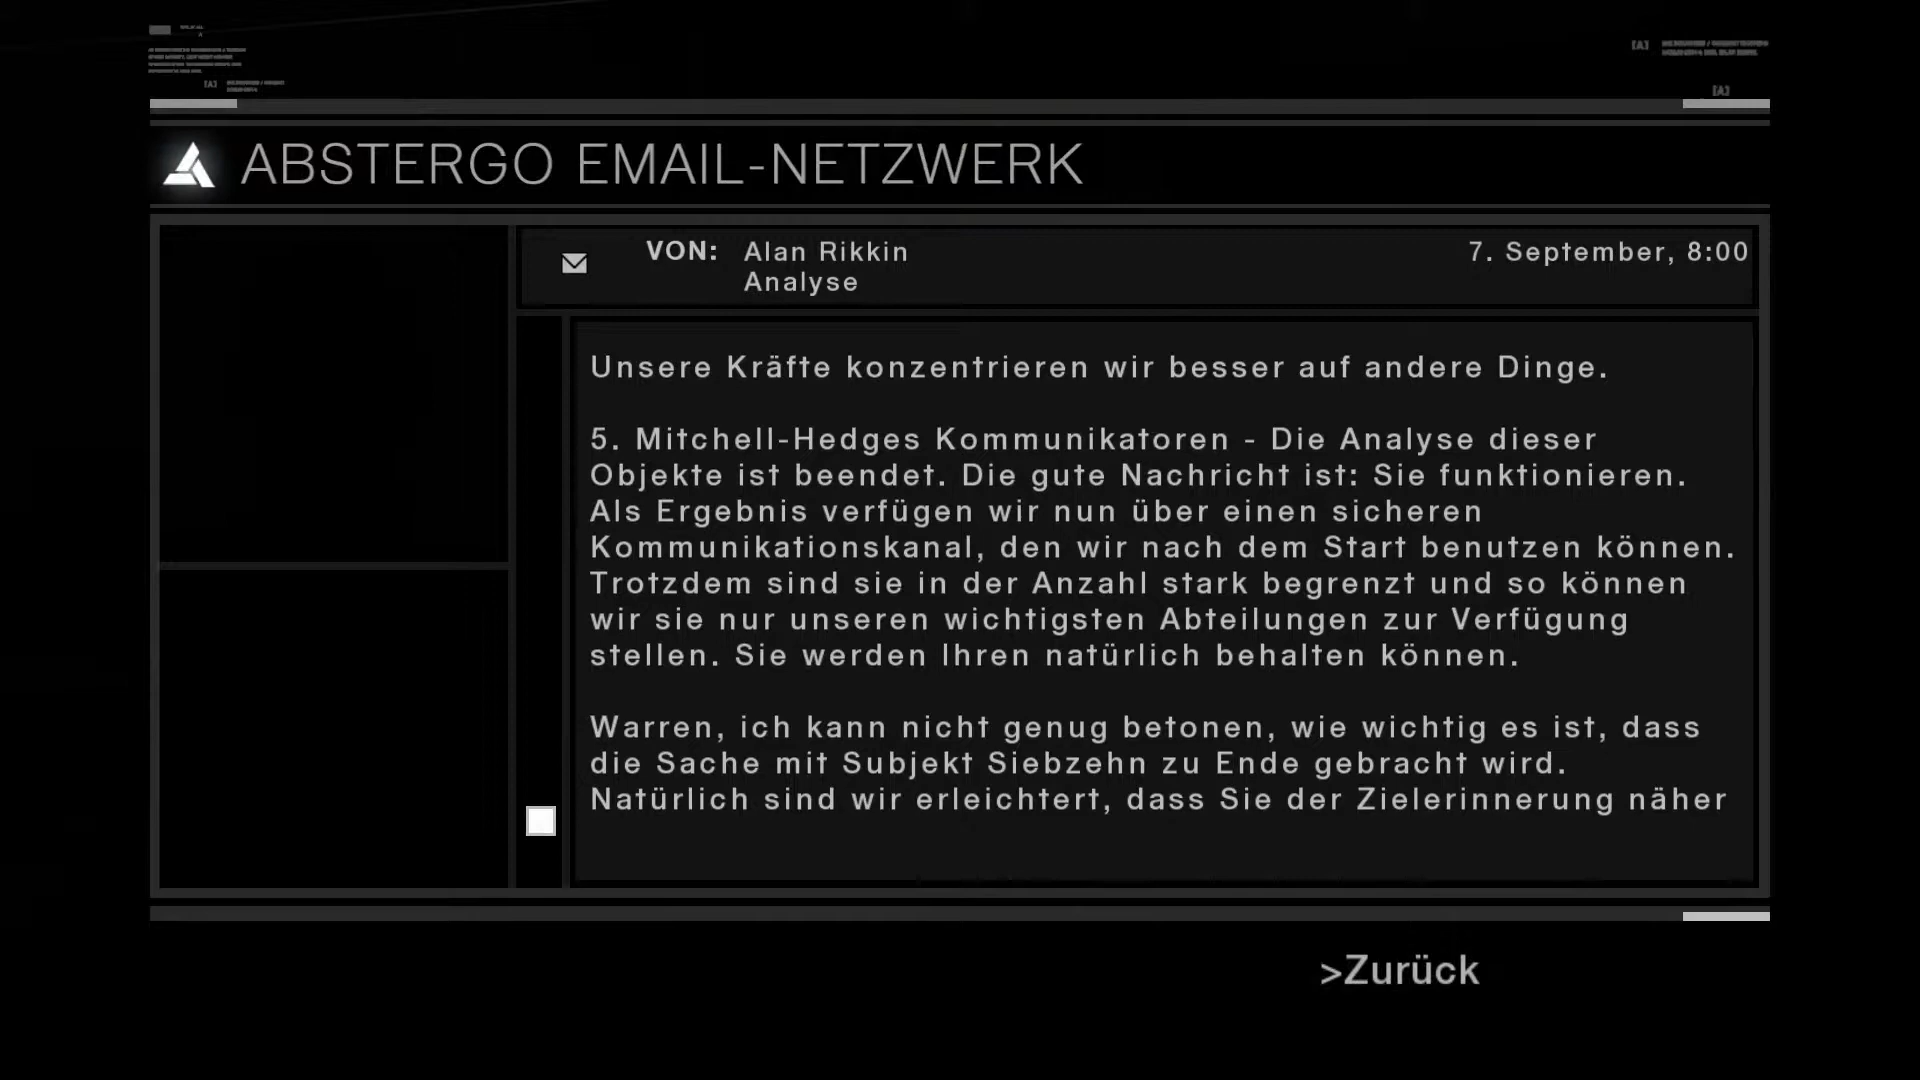 ABSTERGO EMAIL-NETZWERK
VON: Alan Rikkin 7. September, 8:00
Analyse
Unsere Kräfte konzentrieren wir besser auf andere Dinge.
5. Mitchell-Hedges Kommunikatoren - Die Analyse dieser
Objekte ist beendet. Die gute Nachricht ist: Sie funktionieren.
Als Ergebnis verfügen wir nun über einen sicheren
Kommunikationskanal, den wir nach dem Start benutzen können.
Trotzdem sind sie in der Anzahl stark begrenzt und so können
wir sie nur unseren wichtigsten Abteilungen zur Verfügung
stellen. Sie werden Ihren natürlich behalten können.
Warren, ich kann nicht genug betonen, wie wichtig es ist, dass
die Sache mit Subjekt Siebzehn zu Ende gebracht wird.
Natürlich sind wir erleichtert, dass Sie der Zielerinnerung näher
>Zurück